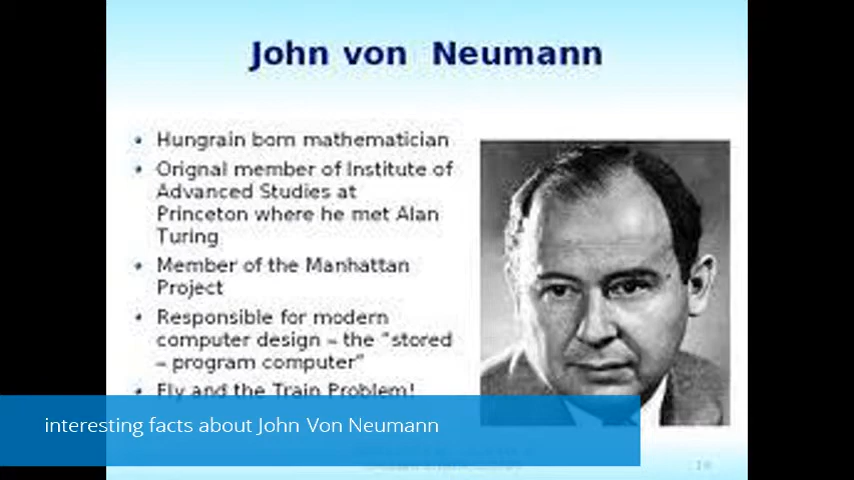 John von Neumann
• Hungrain born mathematician
• Orignal member of Institute of
Advanced Studies at
Princeton where he met Alan
Turing
• Member of the Manhattan
Project
• Responsible for modern
computer design – the "stored
– program computer"
• Fly and the Train Problem!
interesting facts about John Von Neumann